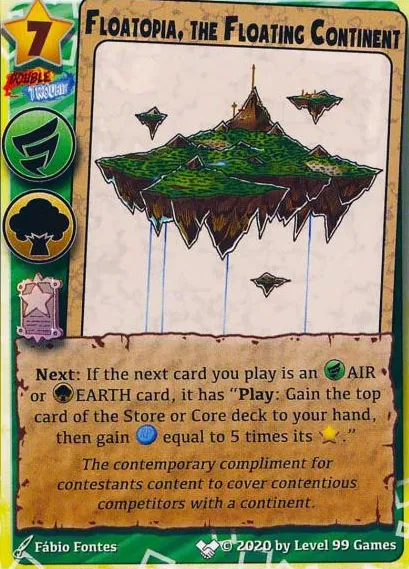 7
FLOATOPIA, THE FLOATING CONTINENT
DOUBLE
TROUBLE
Next: If the next card you play is an AIR
or EARTH card, it has “Play: Gain the top
card of the Store or Core deck to your hand,
then gain equal to 5 times its .”
The contemporary compliment for
contestants content to cover contentious
competitors with a continent.
Fábio Fontes
© 2020 by Level 99 Games